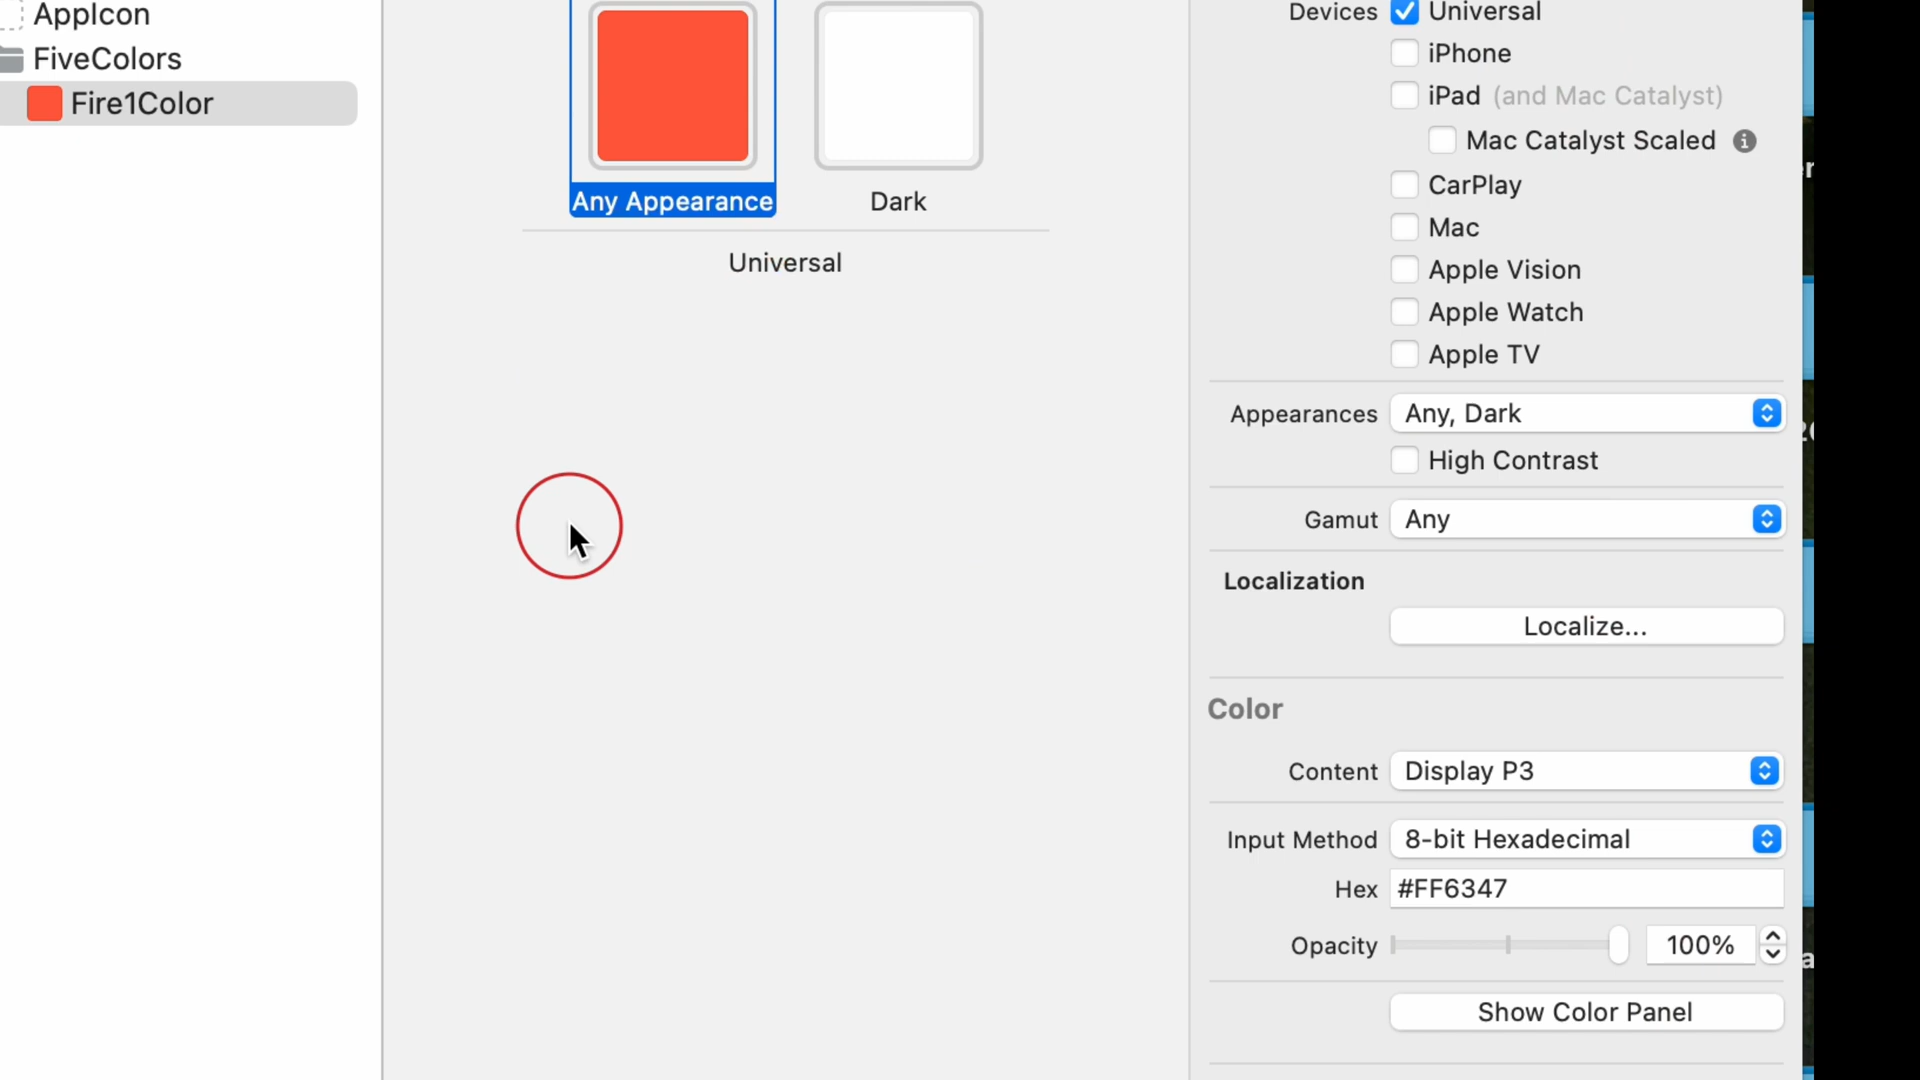 AppIcon
FiveColors
Fire1Color
Any Appearance
Dark
Universal
Devices Universal
iPhone
iPad (and Mac Catalyst)
Mac Catalyst Scaled
CarPlay
Mac
Apple Vision
Apple Watch
Apple TV
Appearances Any, Dark
High Contrast
Gamut Any
Localization
Localize...
Color
Content Display P3
Input Method 8-bit Hexadecimal
Hex #FF6347
Opacity 100%
Show Color Panel